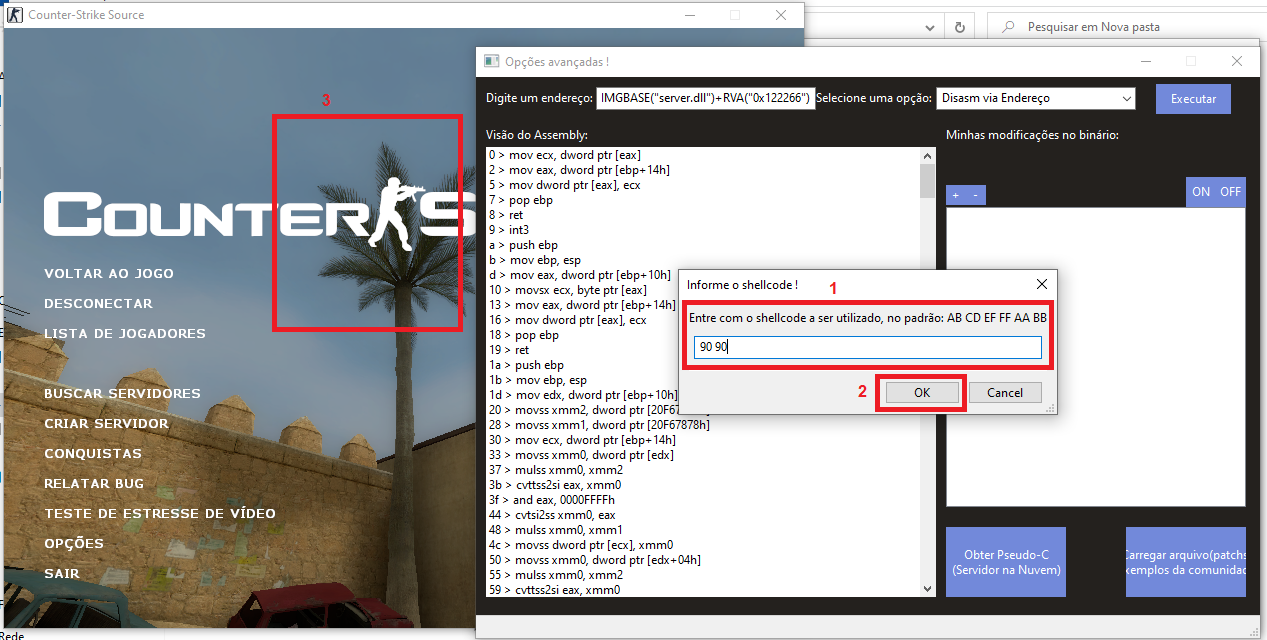 Counter-Strike Source
Pesquisar em Nova pasta
3
COUNTER S
VOLTAR AO JOGO
DESCONECTAR
LISTA DE JOGADORES
BUSCAR SERVIDORES
CRIAR SERVIDOR
CONQUISTAS
RELATAR BUG
TESTE DE ESTRESSE DE VÍDEO
OPÇÕES
SAIR
Rede
Opções avançadas !
Digite um endereço: IMGBASE("server.dll")+RVA("0x122266") Selecione uma opção: Disasm via Endereço Executar
Visão do Assembly:
0 > mov ecx, dword ptr [eax]
2 > mov eax, dword ptr [ebp+14h]
5 > mov dword ptr [eax], ecx
7 > pop ebp
8 > ret
9 > int3
a > push ebp
b > mov ebp, esp
d > mov eax, dword ptr [ebp+10h]
10 > movsx ecx, byte ptr [eax]
13 > mov eax, dword ptr [ebp+14h]
16 > mov dword ptr [eax], ecx
18 > pop ebp
19 > ret
1a > push ebp
1b > mov ebp, esp
1d > mov edx, dword ptr [ebp+10h]
20 > movss xmm2, dword ptr [20F67
28 > movss xmm1, dword ptr [20F67878h]
30 > mov ecx, dword ptr [ebp+14h]
33 > movss xmm0, dword ptr [edx]
37 > mulss xmm0, xmm2
3b > cvttss2si eax, xmm0
3f > and eax, 0000FFFFh
44 > cvtsi2ss xmm0, eax
48 > mulss xmm0, xmm1
4c > movss dword ptr [ecx], xmm0
50 > movss xmm0, dword ptr [edx+04h]
55 > mulss xmm0, xmm2
59 > cvttss2si eax, xmm0
Minhas modificações no binário:
+ -
ON OFF
Informe o shellcode !
1
Entre com o shellcode a ser utilizado, no padrão: AB CD EF FF AA BB
90 90
2
OK
Cancel
Obter Pseudo-C
(Servidor na Nuvem)
Carregar arquivo(patchs
xemplos da comunidad